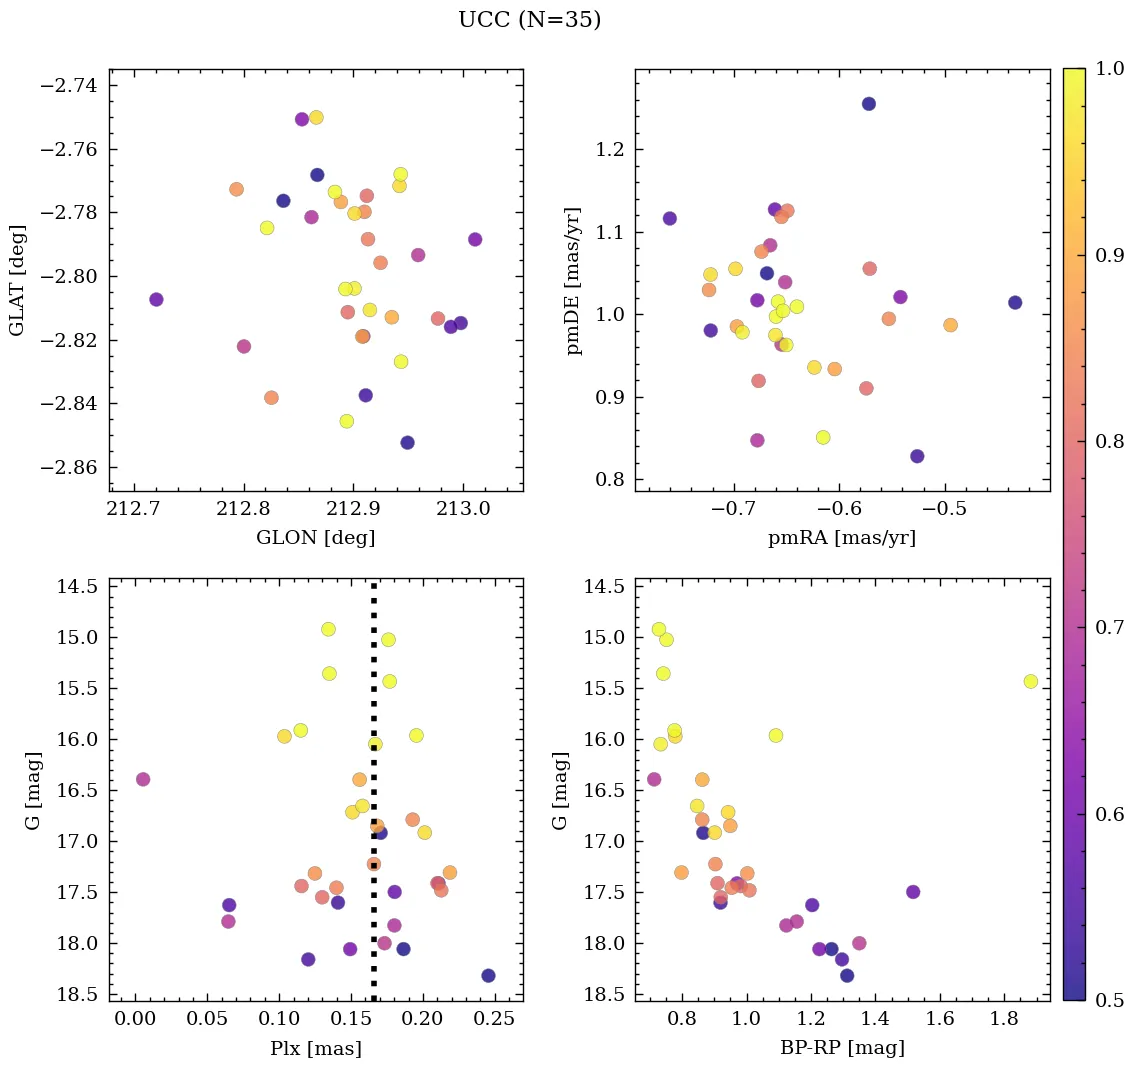 UCC (N=35)
−2.74
−2.76
−2.78
−2.80
−2.82
−2.84
−2.86
GLAT [deg]
212.7 212.8 212.9 213.0
GLON [deg]
1.2
1.1
1.0
0.9
0.8
pmDE [mas/yr]
−0.7 −0.6 −0.5
pmRA [mas/yr]
14.5
15.0
15.5
16.0
16.5
17.0
17.5
18.0
18.5
G [mag]
0.00 0.05 0.10 0.15 0.20 0.25
Plx [mas]
14.5
15.0
15.5
16.0
16.5
17.0
17.5
18.0
18.5
G [mag]
0.8 1.0 1.2 1.4 1.6 1.8
BP-RP [mag]
1.0
0.9
0.8
0.7
0.6
0.5